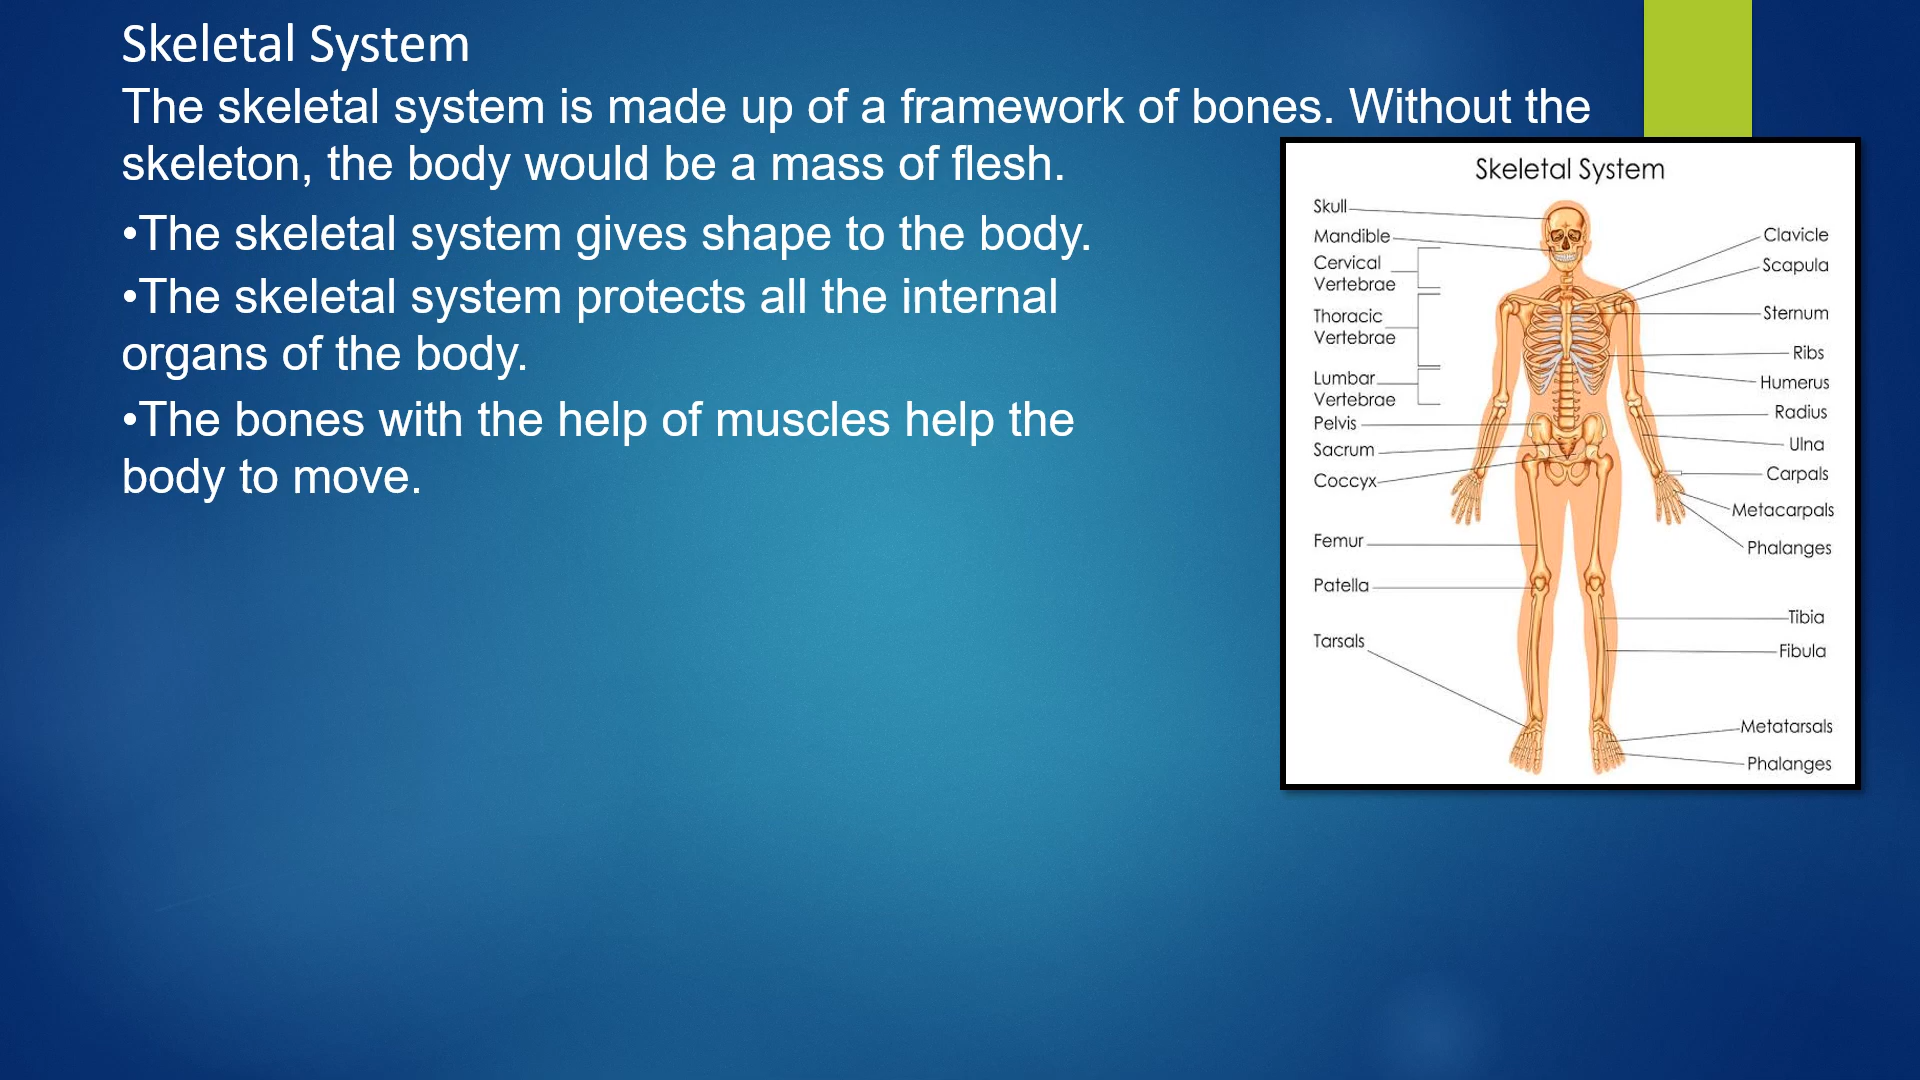 Skeletal System
The skeletal system is made up of a framework of bones. Without the
skeleton, the body would be a mass of flesh.
•The skeletal system gives shape to the body.
•The skeletal system protects all the internal
organs of the body.
•The bones with the help of muscles help the
body to move.
Skeletal System
Skull
Mandible
Cervical
Vertebrae
Thoracic
Vertebrae
Lumbar
Vertebrae
Pelvis
Sacrum
Coccyx
Femur
Patella
Tarsals
Clavicle
Scapula
Sternum
Ribs
Humerus
Radius
Ulna
Carpals
Metacarpals
Phalanges
Tibia
Fibula
Metatarsals
Phalanges